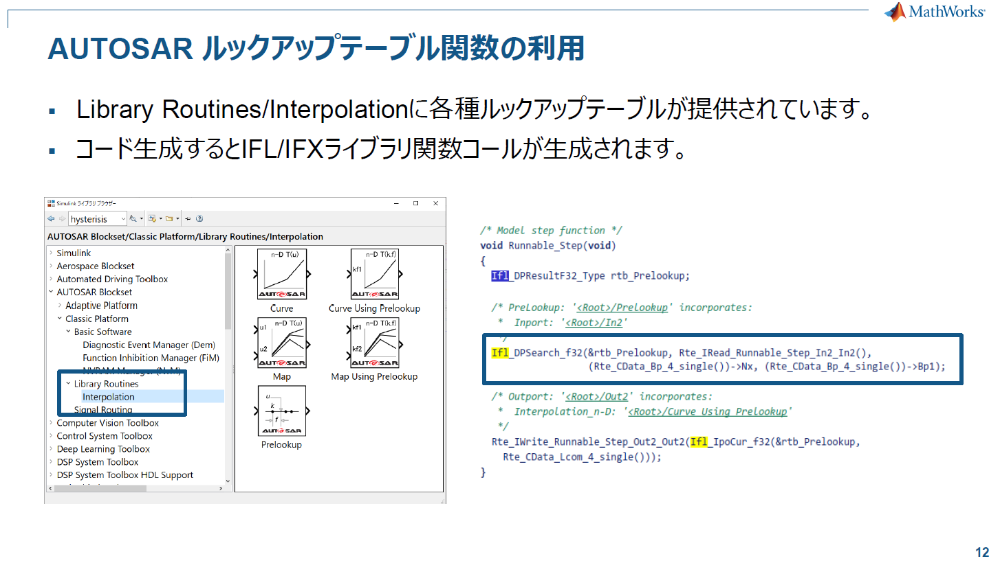 MathWorks®
AUTOSAR ルックアップテーブル関数の利用
Library Routines/Interpolationに各種ルックアップテーブルが提供されています。
コード生成するとIFL/IFXライブラリ関数コールが生成されます。
Simulink ライブラリ ブラウザー
hysterisis
AUTOSAR Blockset/Classic Platform/Library Routines/Interpolation
Simulink
Aerospace Blockset
Automated Driving Toolbox
AUTOSAR Blockset
Adaptive Platform
Classic Platform
Basic Software
Diagnostic Event Manager (Dem)
Function Inhibition Manager (FiM)
NVRAM Manager (NvM)
Library Routines
Interpolation
Signal Routing
Computer Vision Toolbox
Control System Toolbox
Deep Learning Toolbox
DSP System Toolbox
DSP System Toolbox HDL Support
n-D T(u)
AUTOSAR
Curve
n-D T(k,f)
kf1
AUTOSAR
Curve Using Prelookup
n-D T(u)
u1
u2
AUTOSAR
Map
n-D T(k,f)
kf1
kf2
AUTOSAR
Map Using Prelookup
u
k
f
AUTOSAR
Prelookup
/* Model step function */
void Runnable_Step(void)
{
Ifl_DPResultF32_Type rtb_Prelookup;
/* PreLookup: '<Root>/Prelookup' incorporates:
* Inport: '<Root>/In2'
*/
Ifl_DPSearch_f32(&rtb_Prelookup, Rte_IRead_Runnable_Step_In2_In2(),
(Rte_CData_Bp_4_single())->Nx, (Rte_CData_Bp_4_single())->Bp1);
/* Outport: '<Root>/Out2' incorporates:
* Interpolation_n-D: '<Root>/Curve Using Prelookup'
*/
Rte_IWrite_Runnable_Step_Out2_Out2(Ifl_IpoCur_f32(&rtb_Prelookup,
Rte_CData_Lcom_4_single()));
}
12